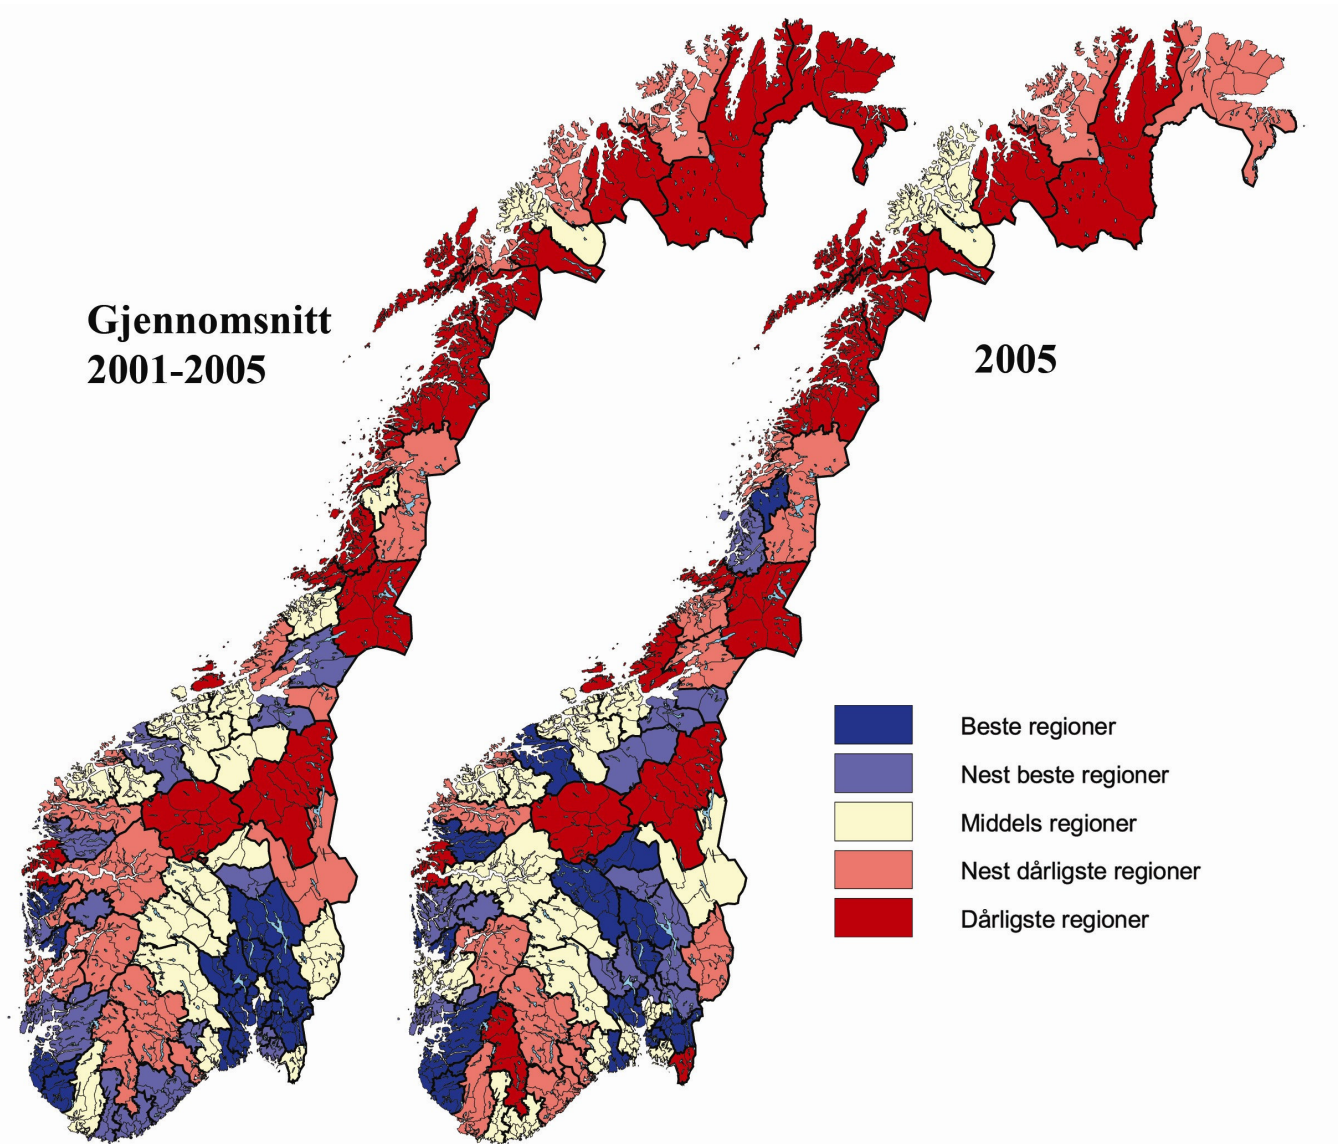 Gjennomsnitt
2001-2005
2005
Beste regioner
Nest beste regioner
Middels regioner
Nest dårligste regioner
Dårligste regioner